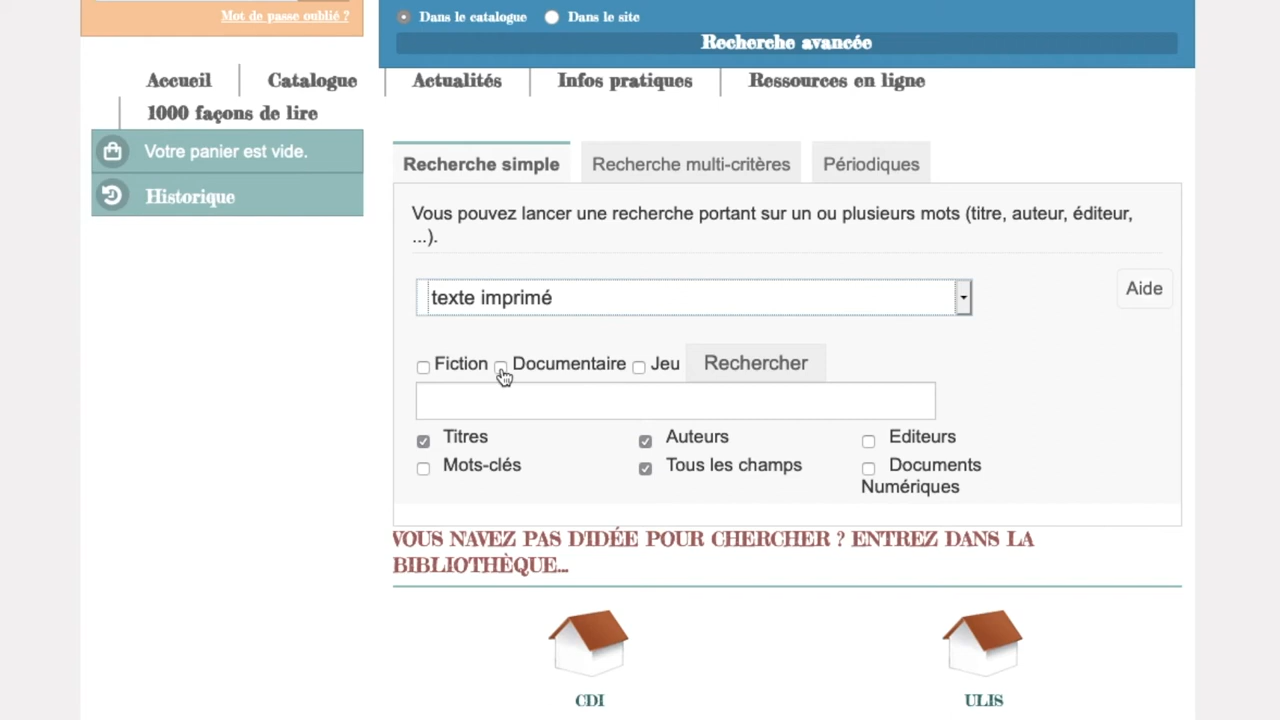 Mot de passe oublié ?
Dans le catalogue Dans le site
Recherche avancée
Accueil Catalogue Actualités Infos pratiques Ressources en ligne
1000 façons de lire
Votre panier est vide.
Historique
Recherche simple Recherche multi-critères Périodiques
Vous pouvez lancer une recherche portant sur un ou plusieurs mots (titre, auteur, éditeur,
...).
texte imprimé
Aide
Fiction Documentaire Jeu Rechercher
Titres Auteurs Editeurs
Mots-clés Tous les champs Documents
Numériques
VOUS N'AVEZ PAS D'IDÉE POUR CHERCHER ? ENTREZ DANS LA
BIBLIOTHÈQUE...
CDI ULIS